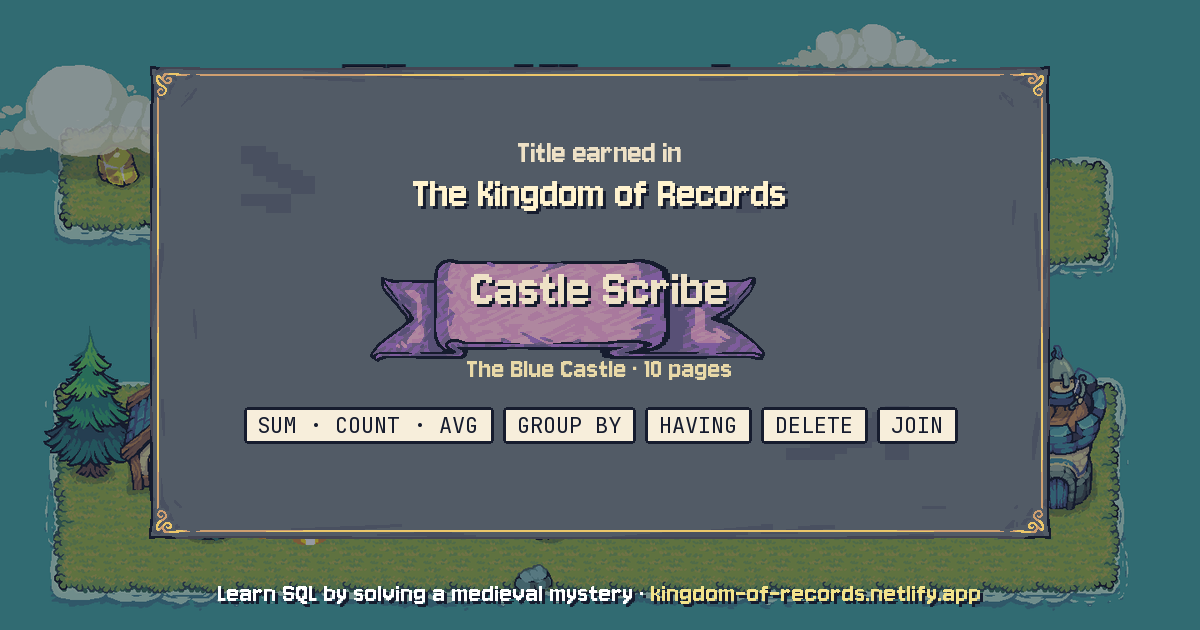 Title earned in
The Kingdom of Records
Castle Scribe
The Blue Castle · 10 pages
SUM · COUNT · AVG GROUP BY HAVING DELETE JOIN
Learn SQL by solving a medieval mystery · kingdom-of-records.netlify.app